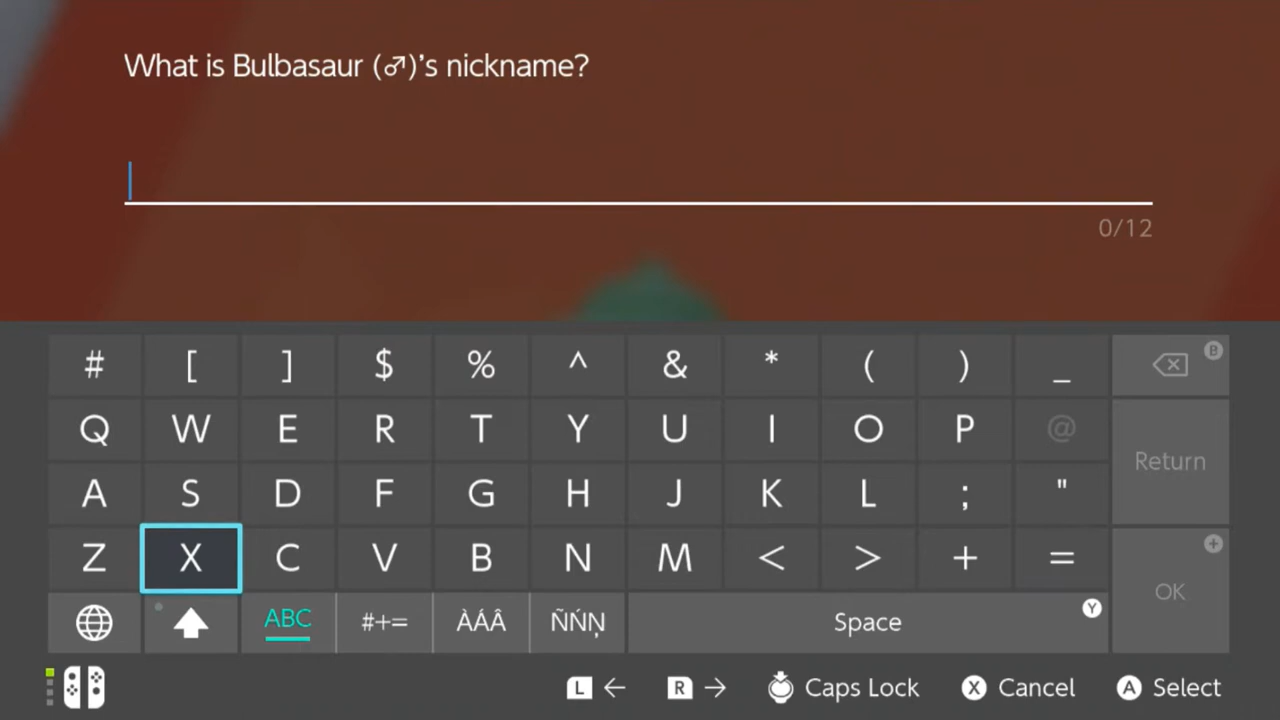 What is Bulbasaur (♂)'s nickname?
0/12
# [ ] $ % ^ & * ( ) _ B
Q W E R T Y U I O P @
A S D F G H J K L ; " Return
Z X C V B N M < > + = +
ABC #+= ÀÁÂ ÑŃŅ Space Y OK
L ← R → Caps Lock X Cancel A Select